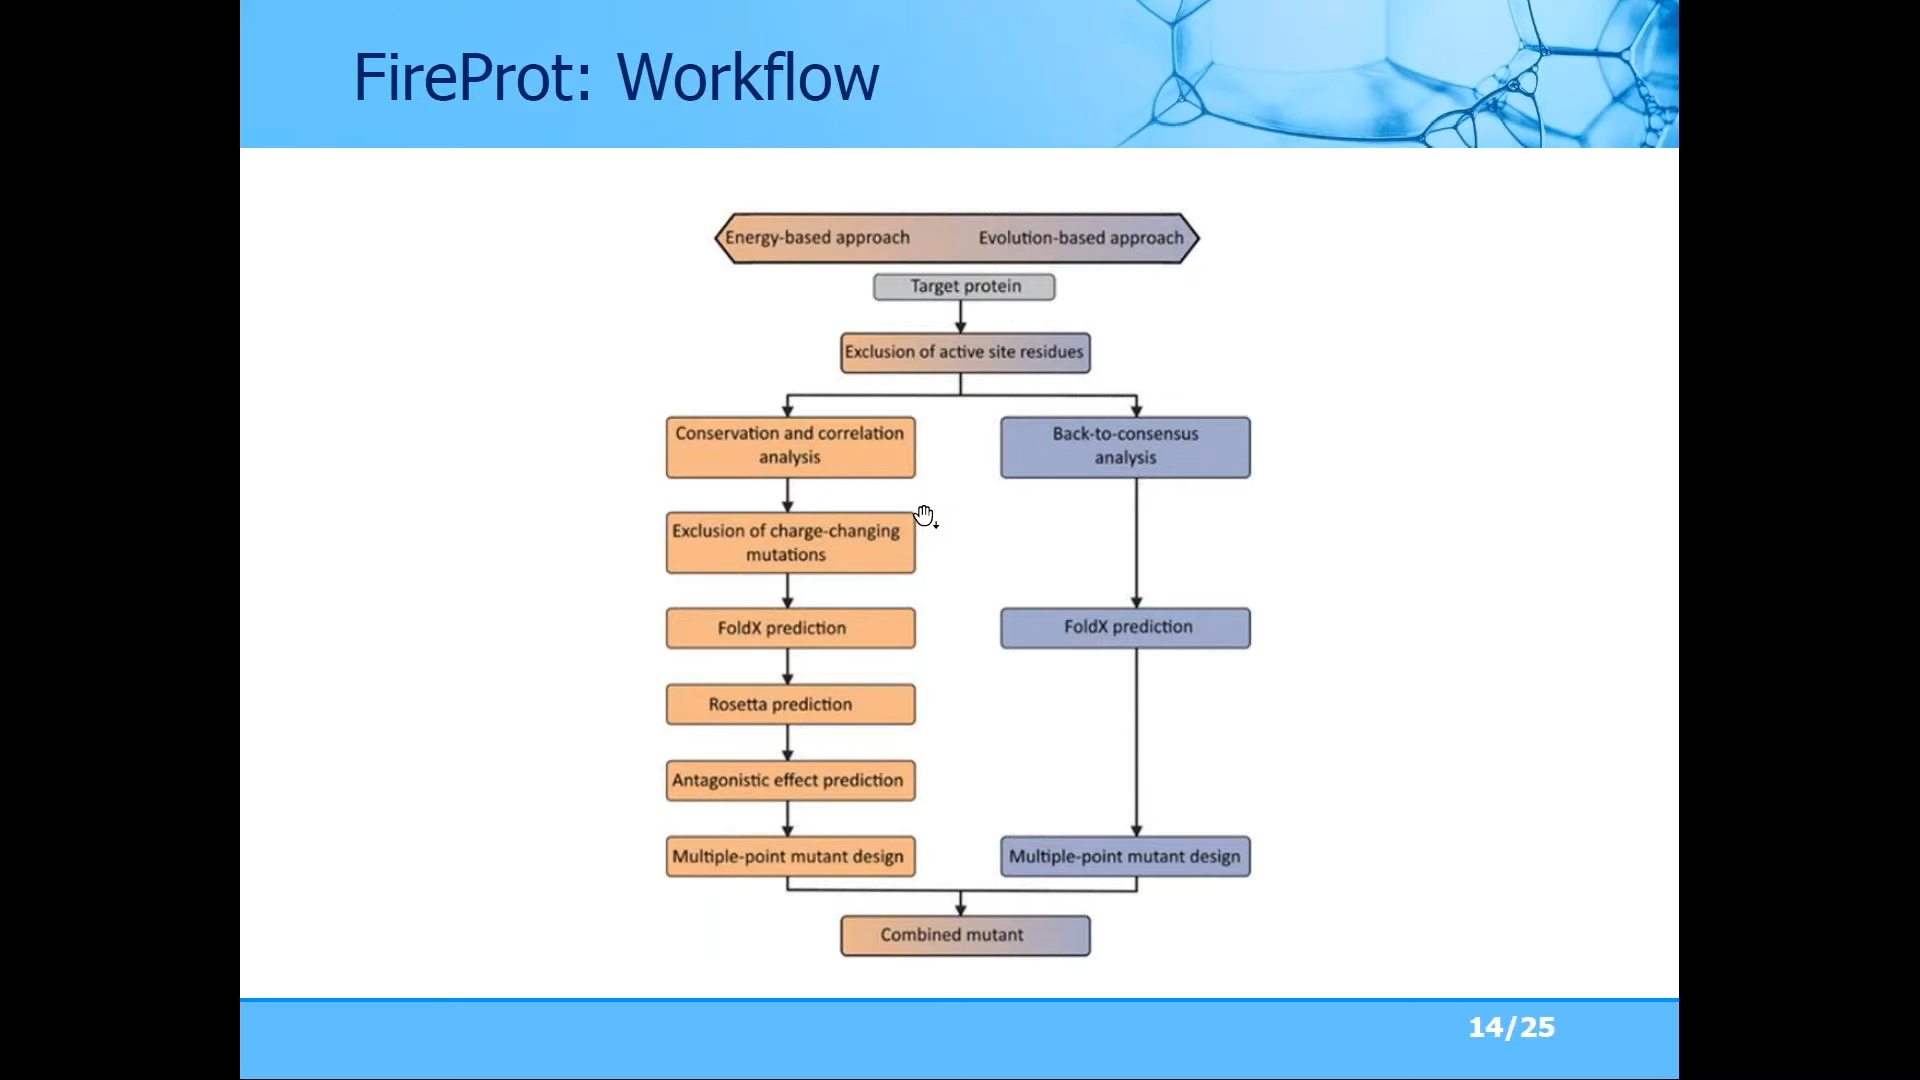 FireProt: Workflow
Energy-based approach Evolution-based approach
Target protein
Exclusion of active site residues
Conservation and correlation
analysis
Back-to-consensus
analysis
Exclusion of charge-changing
mutations
FoldX prediction
FoldX prediction
Rosetta prediction
Antagonistic effect prediction
Multiple-point mutant design
Multiple-point mutant design
Combined mutant
14/25